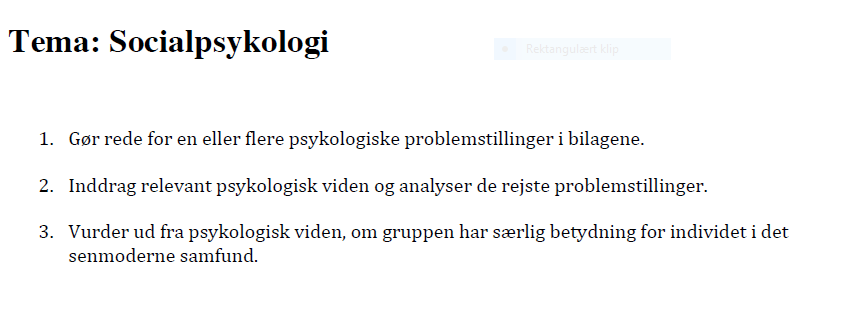 Tema: Socialpsykologi
Rektangulært klip
1. Gør rede for en eller flere psykologiske problemstillinger i bilagene.
2. Inddrag relevant psykologisk viden og analyser de rejste problemstillinger.
3. Vurder ud fra psykologisk viden, om gruppen har særlig betydning for individet i det
senmoderne samfund.